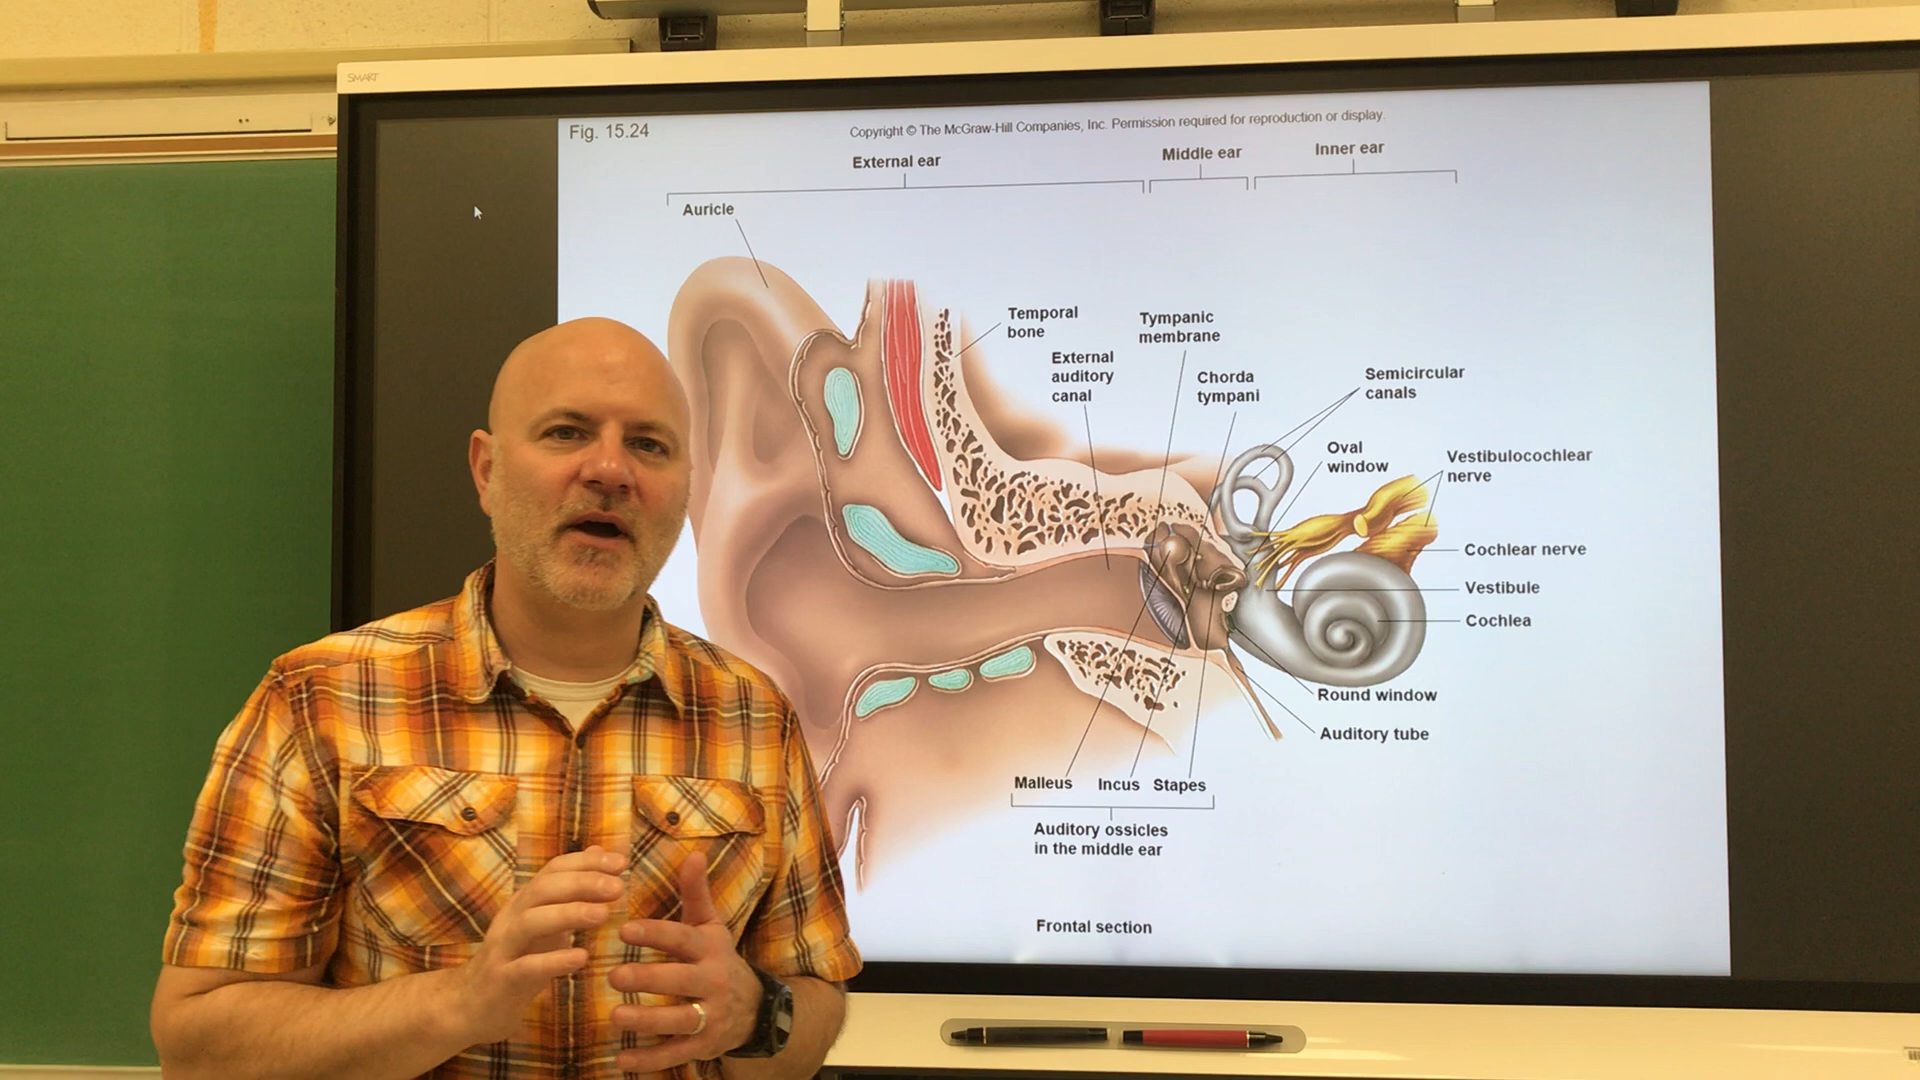 SMART
Fig. 15.24
Copyright © The McGraw-Hill Companies, Inc. Permission required for reproduction or display.
External ear
Middle ear
Inner ear
Auricle
Temporal
bone
Tympanic
membrane
External
auditory
canal
Chorda
tympani
Semicircular
canals
Oval
window
Vestibulocochlear
nerve
Cochlear nerve
Vestibule
Cochlea
Round window
Auditory tube
Malleus
Incus
Stapes
Auditory ossicles
in the middle ear
Frontal section